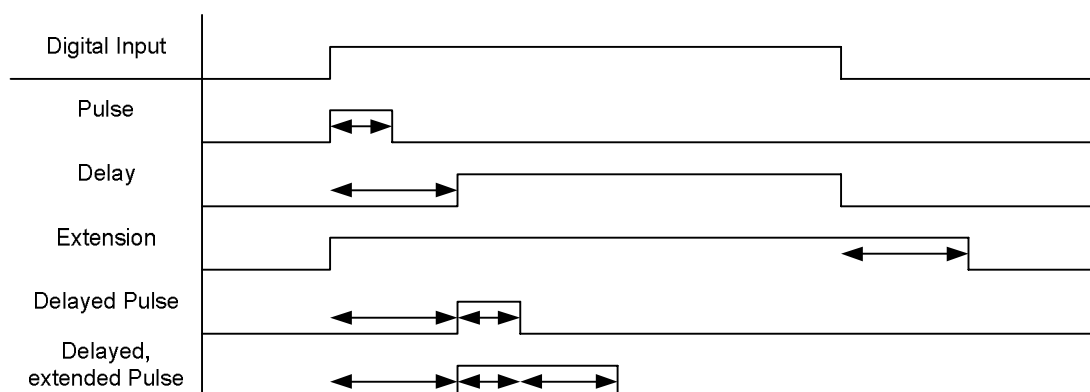 Digital Input
Pulse
Delay
Extension
Delayed Pulse
Delayed,
extended Pulse